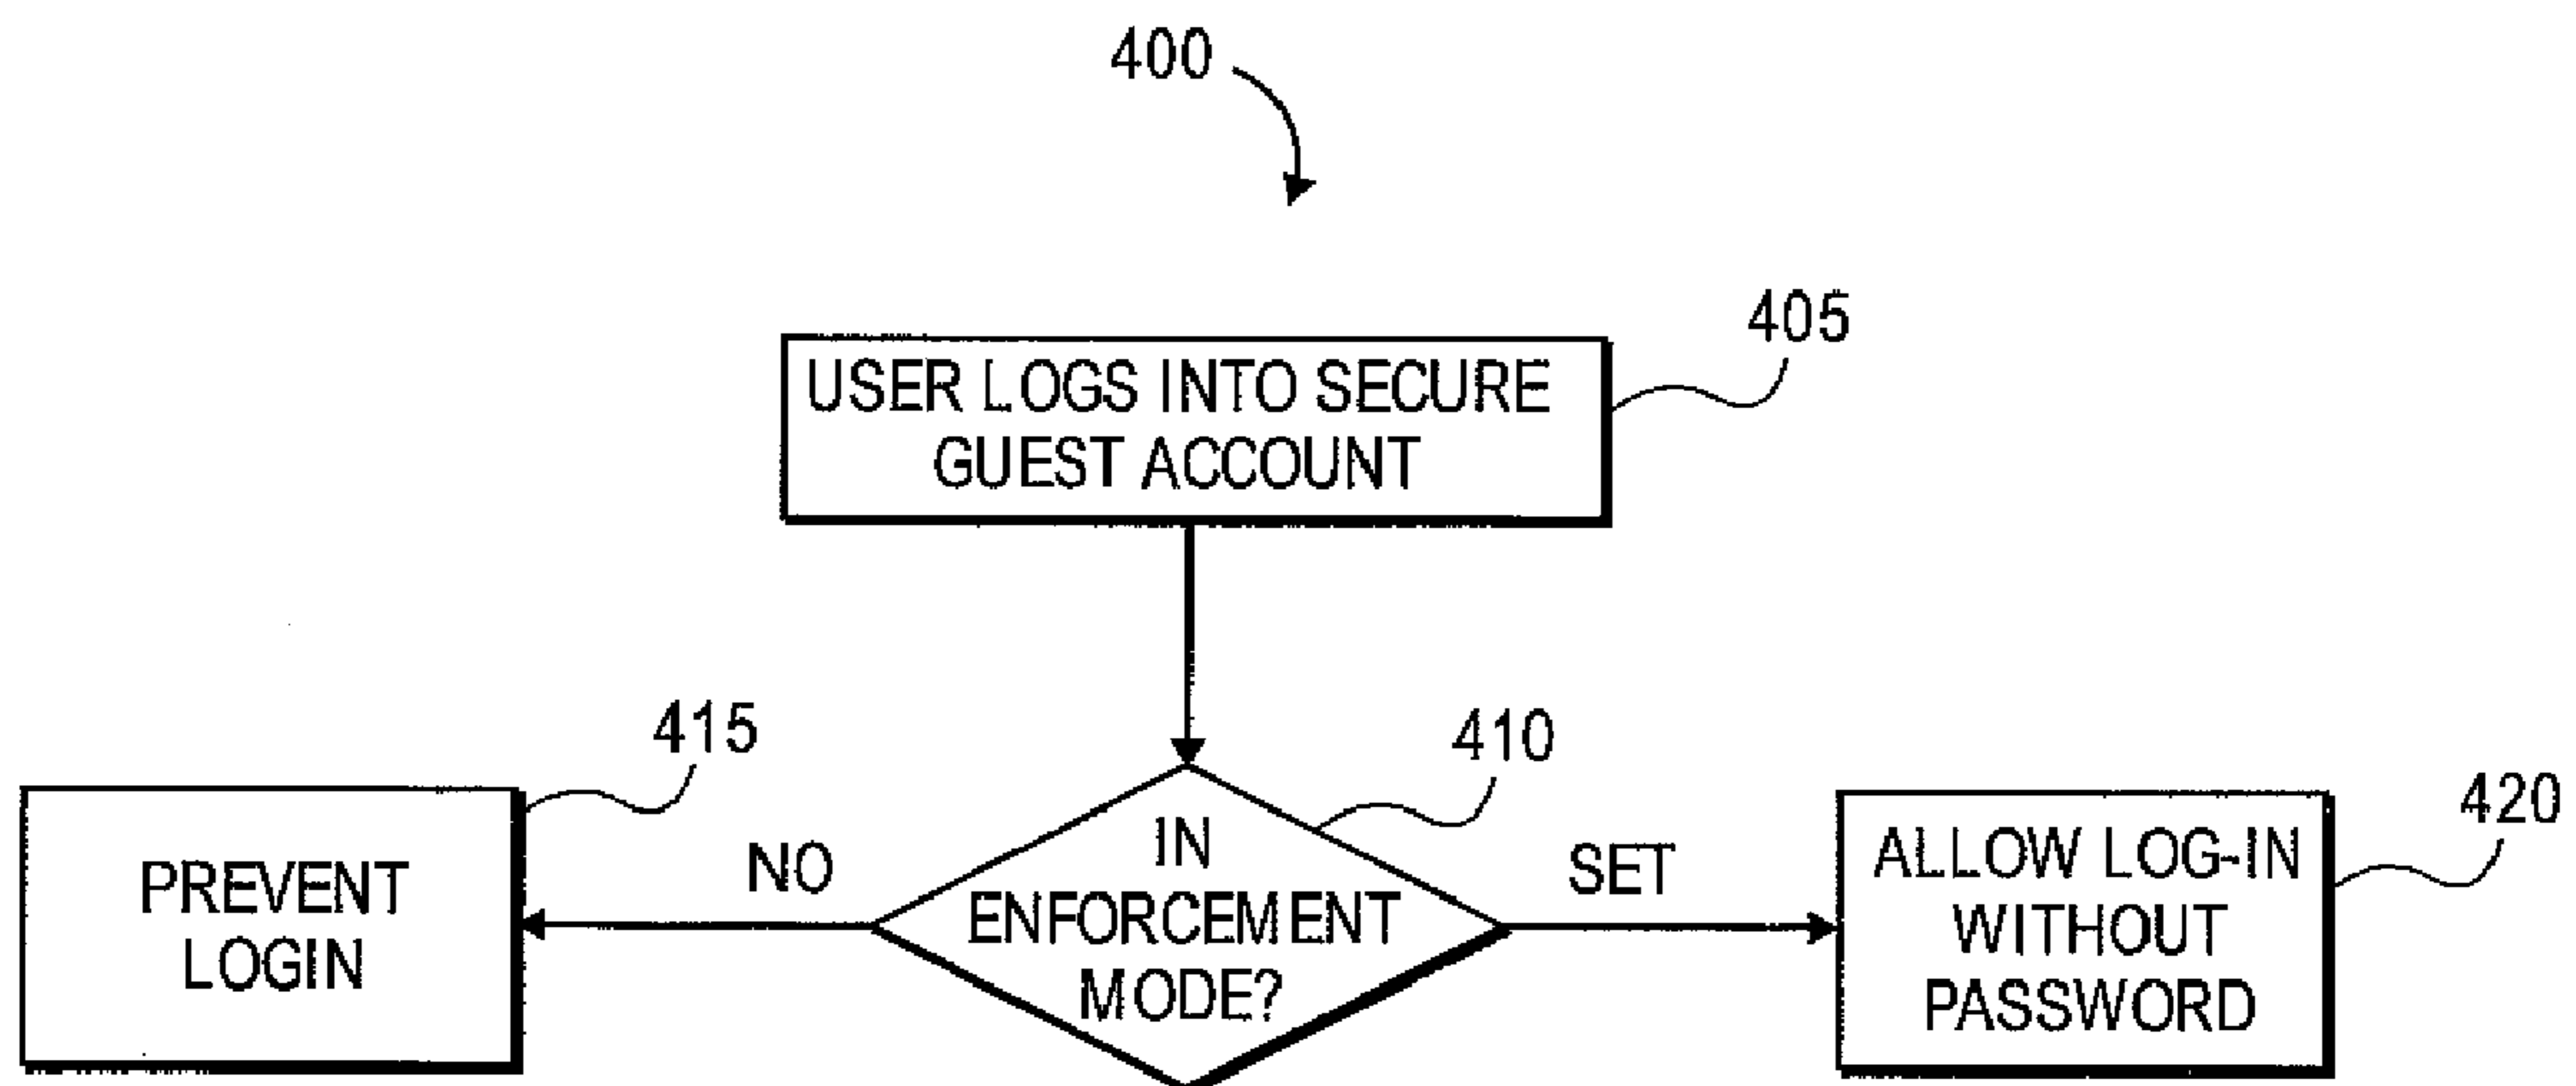 400
405
USER LOGS INTO SECURE
GUEST ACCOUNT
415
410
420
PREVENT
LOGIN
NO
IN
ENFORCEMENT
MODE?
SET
ALLOW LOG-IN
WITHOUT
PASSWORD